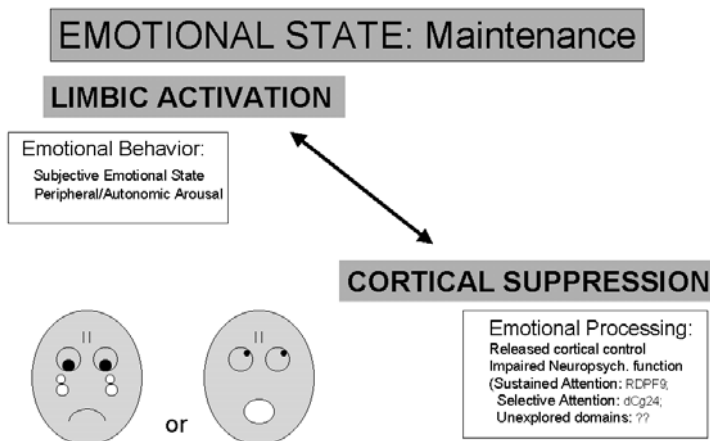 EMOTIONAL STATE: Maintenance
LIMBIC ACTIVATION
Emotional Behavior:
Subjective Emotional State
Peripheral/Autonomic Arousal
CORTICAL SUPPRESSION
Emotional Processing:
Released cortical control
Impaired Neuropsych. function
(Sustained Attention: RDPF9;
Selective Attention: dCg24;
Unexplored domains: ??
or